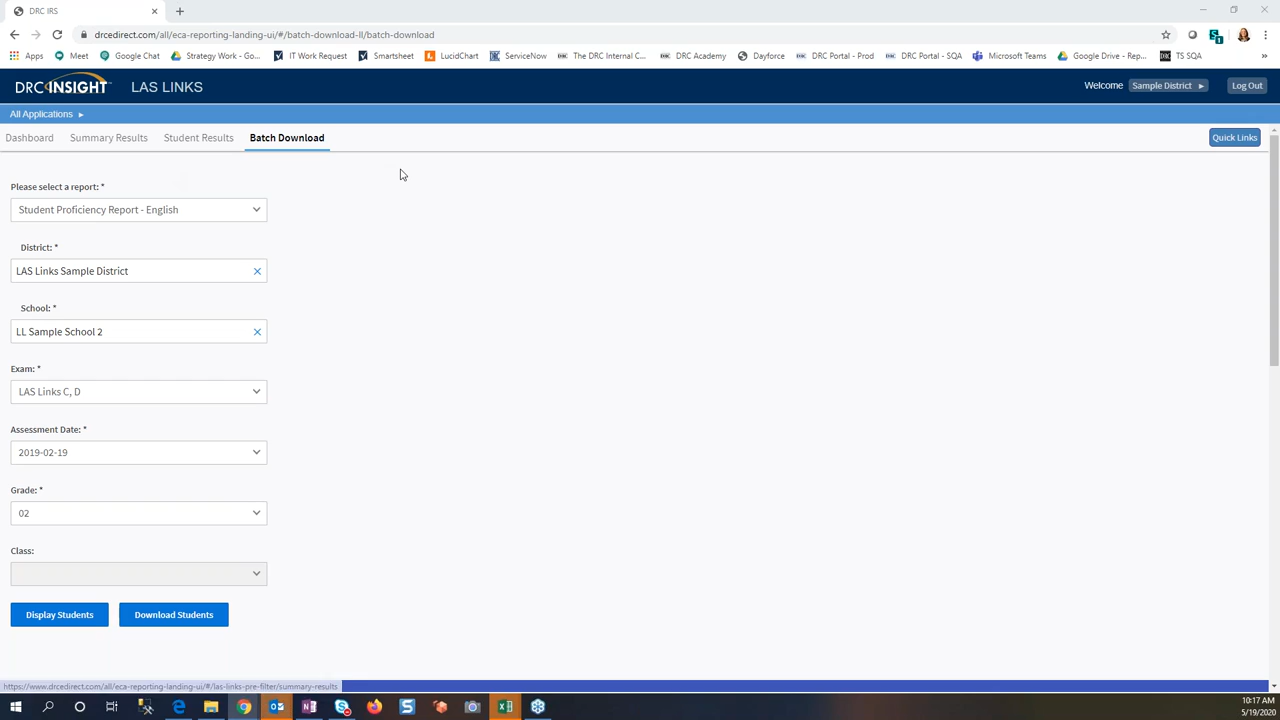 DRC IRS
drcedirect.com/all/eca-reporting-landing-ui/#/batch-download-ll/batch-download
Apps Meet Google Chat Strategy Work - Go... IT Work Request Smartsheet LucidChart ServiceNow The DRC Internal C... DRC Academy Dayforce DRC Portal - Prod DRC Portal - SQA Microsoft Teams Google Drive - Rep... TS SQA
DRC INSIGHT LAS LINKS Welcome Sample District Log Out
All Applications
Dashboard Summary Results Student Results Batch Download Quick Links
Please select a report: *
Student Proficiency Report - English
District: *
LAS Links Sample District
School: *
LL Sample School 2
Exam: *
LAS Links C, D
Assessment Date: *
2019-02-19
Grade: *
02
Class:
Display Students Download Students
https://www.drcedirect.com/all/eca-reporting-landing-ui/#/las-links-pre-filter/summary-results
10:17 AM
5/19/2020